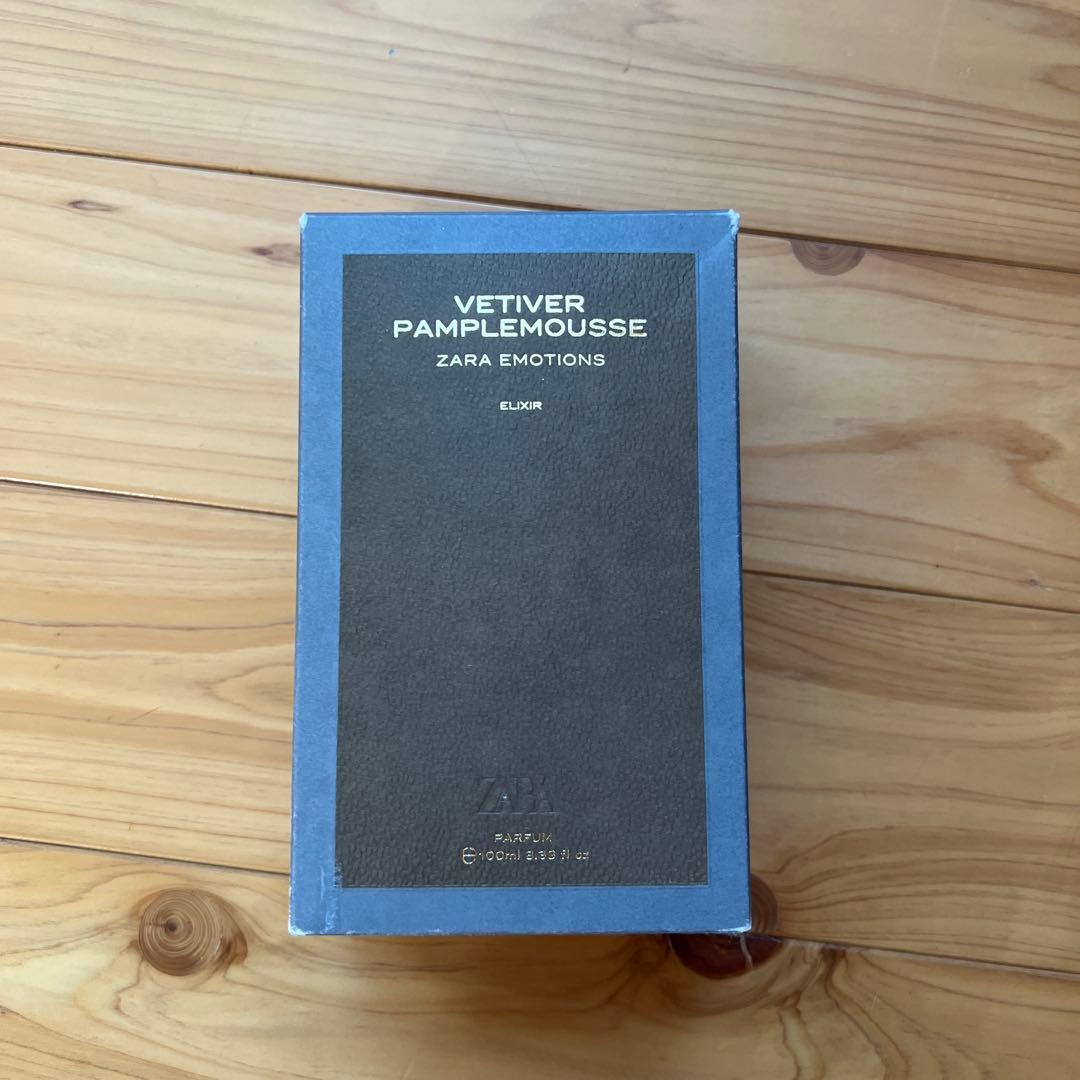 VETIVER
PAMPLEMOUSSE
ZARA EMOTIONS
ELIXIR
ZARA
PARFUM
℮100ml 3.38 fl oz